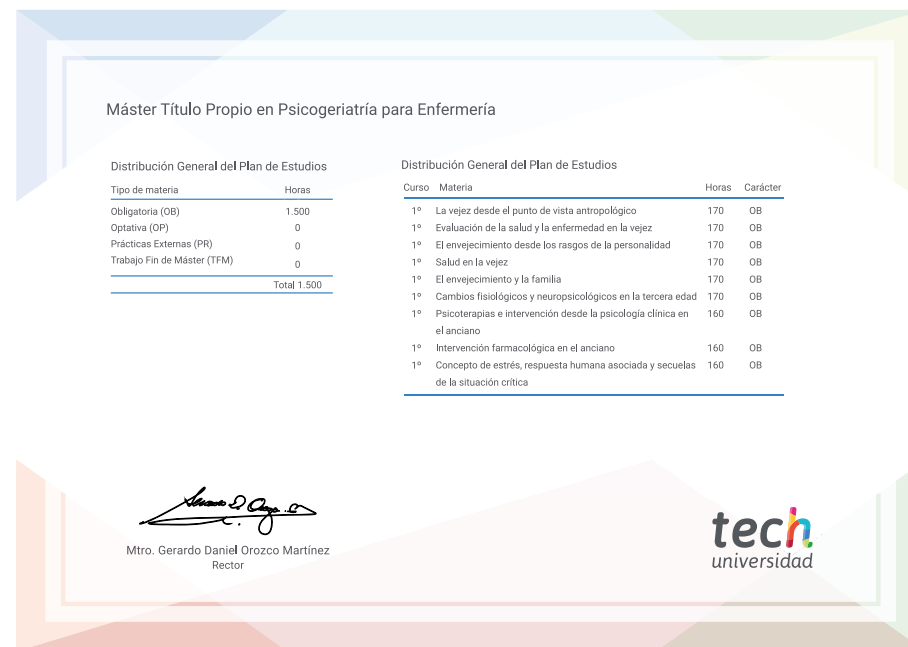 Máster Título Propio en Psicogeriatría para Enfermería
Distribución General del Plan de Estudios
Tipo de materia Horas
Obligatoria (OB) 1.500
Optativa (OP) 0
Prácticas Externas (PR) 0
Trabajo Fin de Máster (TFM) 0
Total 1.500
Distribución General del Plan de Estudios
Curso Materia Horas Carácter
1º La vejez desde el punto de vista antropológico 170 OB
1º Evaluación de la salud y la enfermedad en la vejez 170 OB
1º El envejecimiento desde los rasgos de la personalidad 170 OB
1º Salud en la vejez 170 OB
1º El envejecimiento y la familia 170 OB
1º Cambios fisiológicos y neuropsicológicos en la tercera edad 170 OB
1º Psicoterapias e intervención desde la psicología clínica en 160 OB
el anciano
1º Intervención farmacológica en el anciano 160 OB
1º Concepto de estrés, respuesta humana asociada y secuelas 160 OB
de la situación crítica
Mtro. Gerardo Daniel Orozco Martínez
Rector
tech
universidad